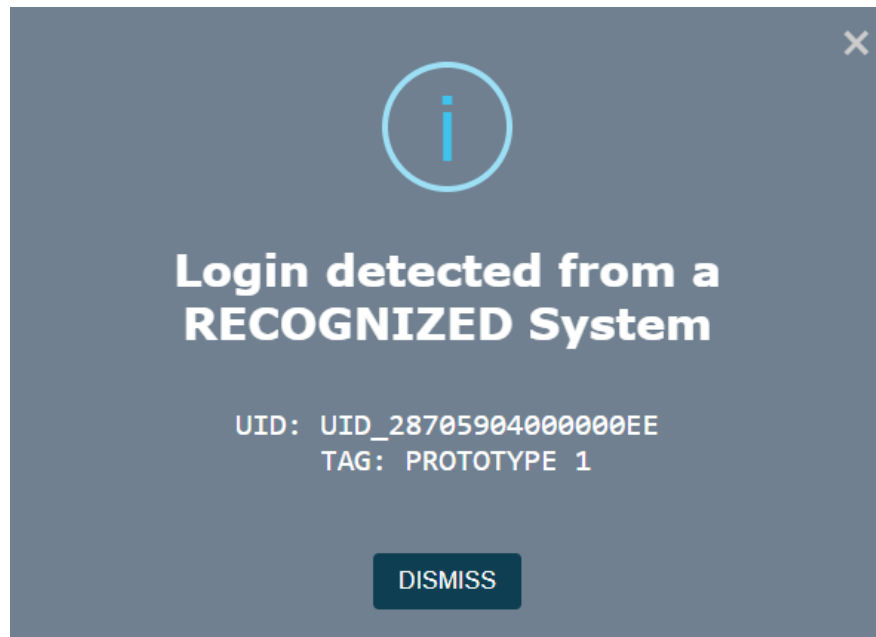 Login detected from a
RECOGNIZED System
UID: UID_28705904000000EE
TAG: PROTOTYPE 1
DISMISS